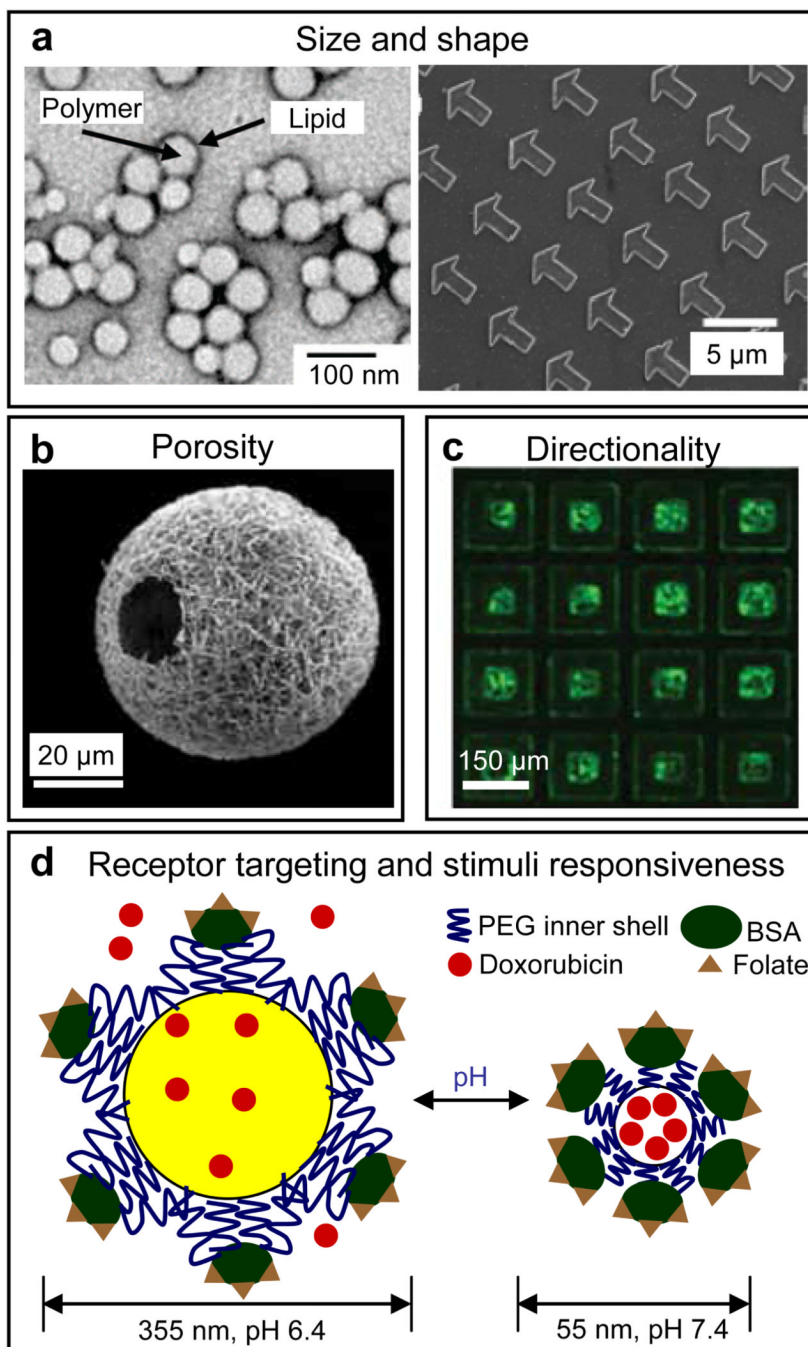 a Size and shape
Polymer
Lipid
100 nm
5 µm
b Porosity
20 µm
c Directionality
150 µm
d Receptor targeting and stimuli responsiveness
PEG inner shell
BSA
Doxorubicin
Folate
pH
355 nm, pH 6.4
55 nm, pH 7.4